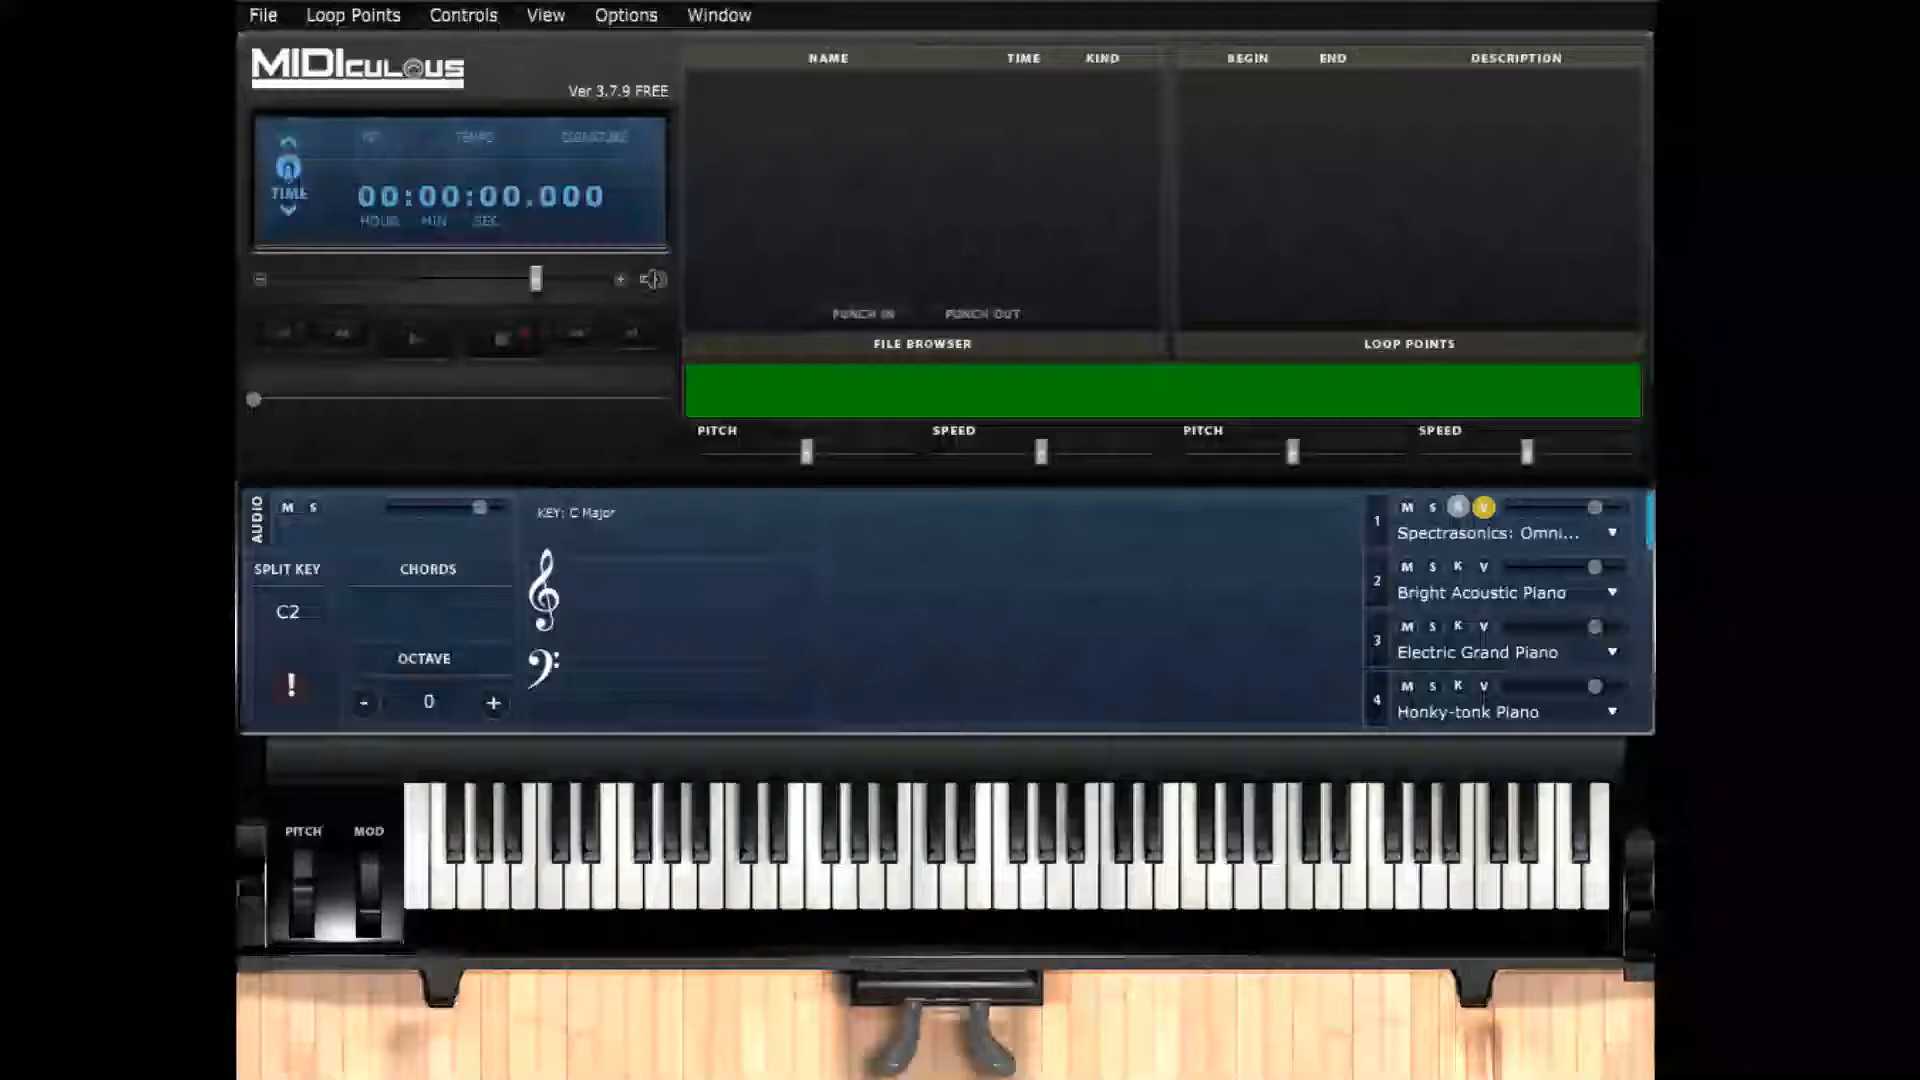 File Loop Points Controls View Options Window
MIDIculous
Ver 3.7.9 FREE
NAME TIME KIND BEGIN END DESCRIPTION
TEMPO SIGNATURE
TIME
00:00:00.000
HOUR MIN SEC
PUNCH IN PUNCH OUT
FILE BROWSER LOOP POINTS
PITCH SPEED PITCH SPEED
AUDIO
M S
KEY: C Major
SPLIT KEY
C2
!
CHORDS
OCTAVE
- 0 +
1 M S K V
Spectrasonics: Omni...
2 M S K V
Bright Acoustic Piano
3 M S K V
Electric Grand Piano
4 M S K V
Honky-tonk Piano
PITCH MOD